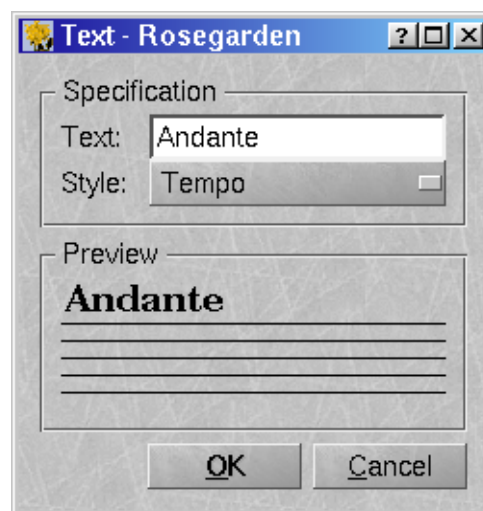 Text - Rosegarden
Specification
Text: Andante
Style: Tempo
Preview
Andante
OK Cancel